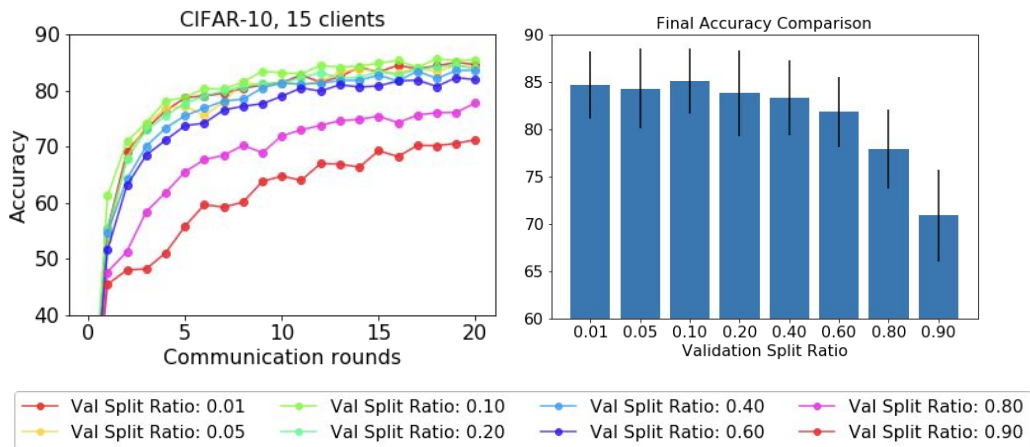 CIFAR-10, 15 clients
90
80
70
60
50
40
Accuracy
0 5 10 15 20
Communication rounds
Final Accuracy Comparison
90
85
80
75
70
65
60
0.01 0.05 0.10 0.20 0.40 0.60 0.80 0.90
Validation Split Ratio
Val Split Ratio: 0.01 Val Split Ratio: 0.10 Val Split Ratio: 0.40 Val Split Ratio: 0.80
Val Split Ratio: 0.05 Val Split Ratio: 0.20 Val Split Ratio: 0.60 Val Split Ratio: 0.90